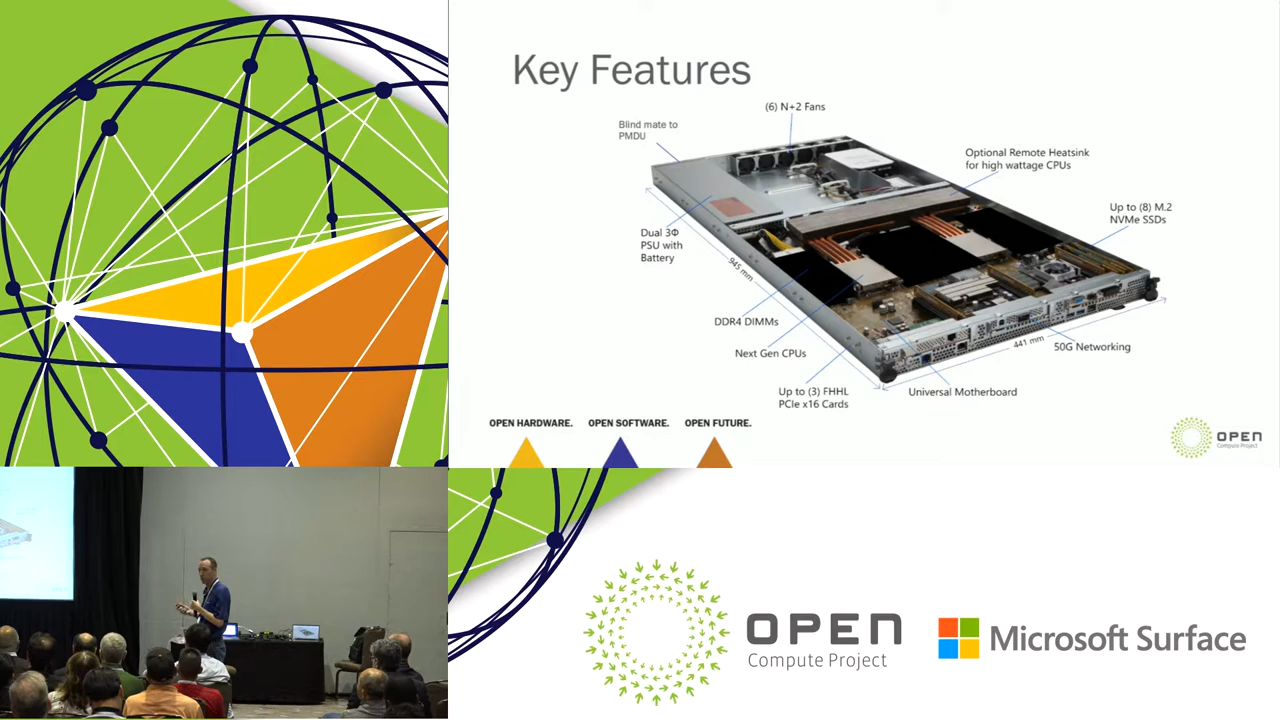 Key Features
(6) N+2 Fans
Blind mate to
PMDU
Optional Remote Heatsink
for high wattage CPUs
Up to (8) M.2
NVMe SSDs
Dual 3Φ
PSU with
Battery
945 mm
DDR4 DIMMs
Next Gen CPUs
441 mm
50G Networking
Up to (3) FHHL
PCIe x16 Cards
Universal Motherboard
OPEN HARDWARE. OPEN SOFTWARE. OPEN FUTURE.
OPEN
Compute Project
OPEN
Compute Project
Microsoft Surface